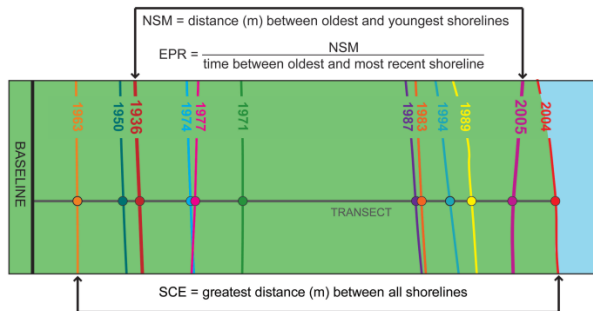 NSM = distance (m) between oldest and youngest shorelines
EPR = NSM
time between oldest and most recent shoreline
BASELINE
1963
1950
1936
1974
1977
1971
1987
1983
1994
1989
2005
2004
TRANSECT
SCE = greatest distance (m) between all shorelines